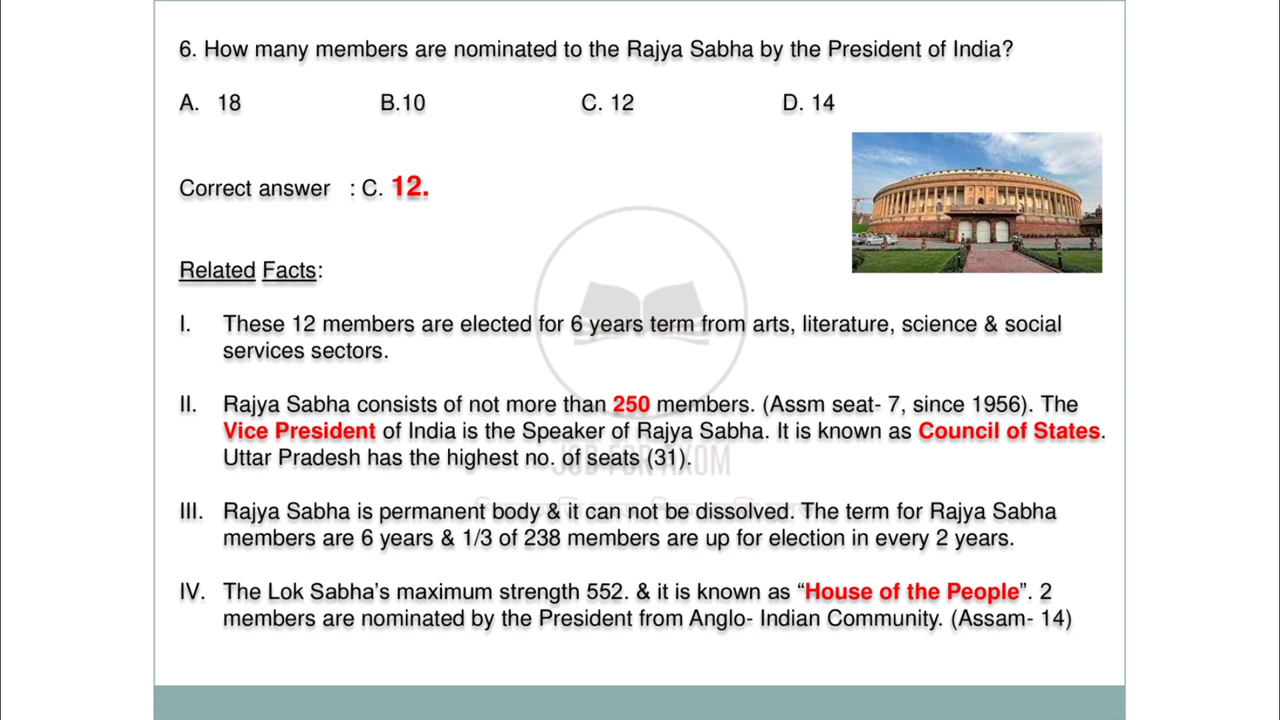 6. How many members are nominated to the Rajya Sabha by the President of India?
A. 18 B.10 C. 12 D. 14
Correct answer : C. 12.
Related Facts:
I. These 12 members are elected for 6 years term from arts, literature, science & social
services sectors.
II. Rajya Sabha consists of not more than 250 members. (Assm seat- 7, since 1956). The
Vice President of India is the Speaker of Rajya Sabha. It is known as Council of States.
Uttar Pradesh has the highest no. of seats (31).
JOB FOR AXOM
III. Rajya Sabha is permanent body & it can not be dissolved. The term for Rajya Sabha
members are 6 years & 1/3 of 238 members are up for election in every 2 years.
IV. The Lok Sabha’s maximum strength 552. & it is known as “House of the People”. 2
members are nominated by the President from Anglo- Indian Community. (Assam- 14)